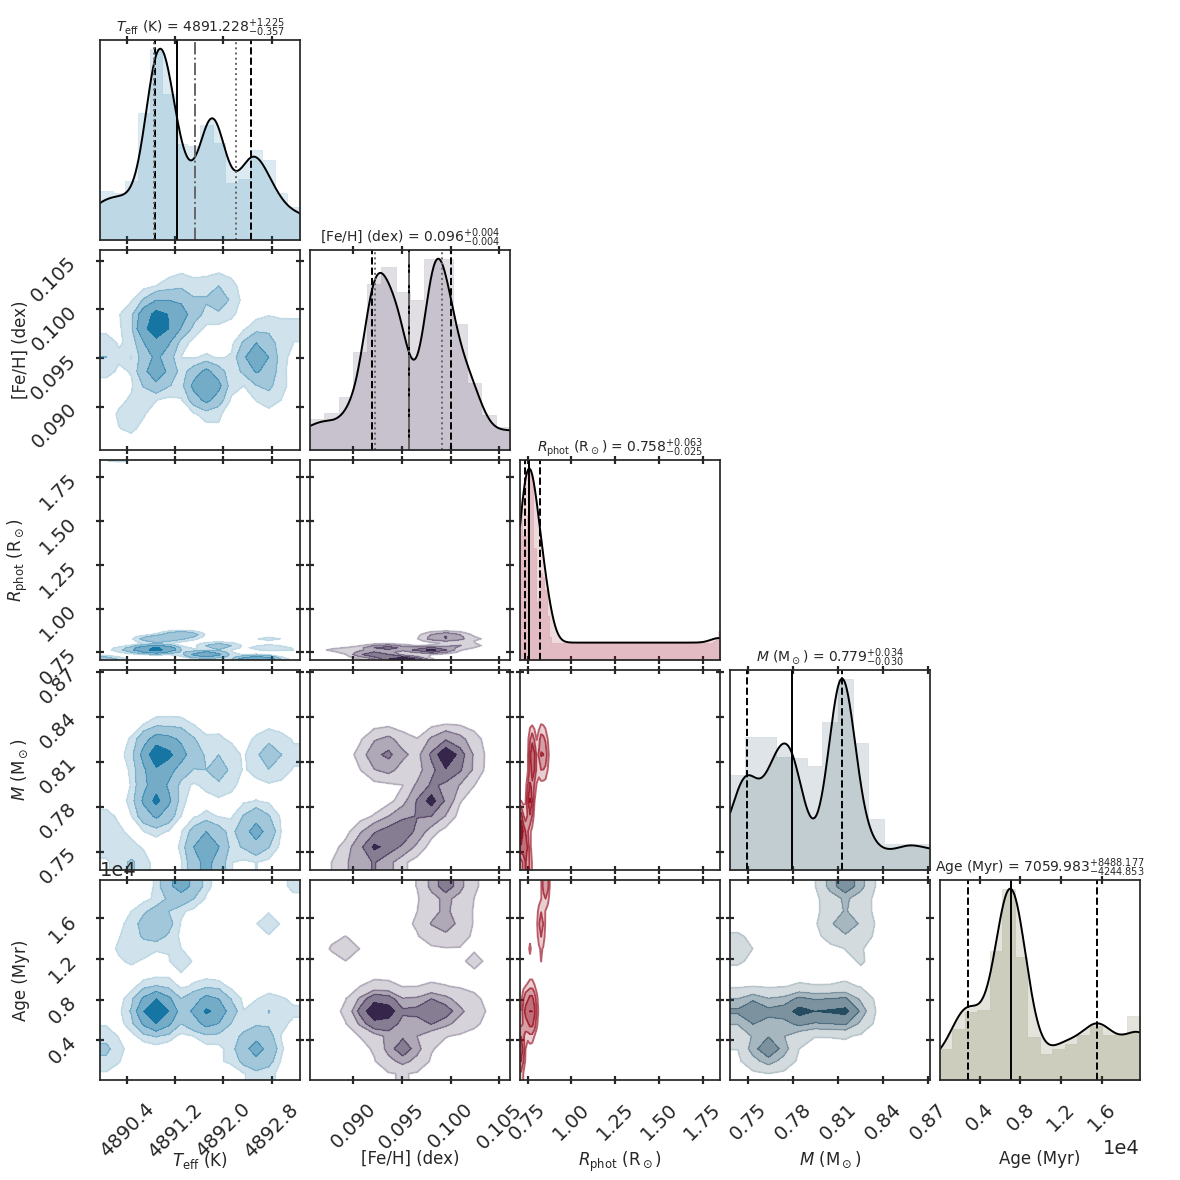 T_eff (K) = 4891.228 +1.225 −0.357
[Fe/H] (dex) = 0.096 +0.004 −0.004
0.105
0.100
0.095
0.090
[Fe/H] (dex)
R_phot (R⊙) = 0.758 +0.063 −0.025
1.75
1.50
1.25
1.00
0.75
R_phot (R⊙)
M (M⊙) = 0.779 +0.034 −0.030
0.87
0.84
0.81
0.78
0.75
M (M⊙)
1e4
Age (Myr) = 7059.983 +8488.177 −4244.853
1.6
1.2
0.8
0.4
Age (Myr)
4890.4 4891.2 4892.0 4892.8
0.090 0.095 0.100 0.105
0.75 1.00 1.25 1.50 1.75
0.75 0.78 0.81 0.84 0.87
0.4 0.8 1.2 1.6
1e4
T_eff (K)
[Fe/H] (dex)
R_phot (R⊙)
M (M⊙)
Age (Myr)